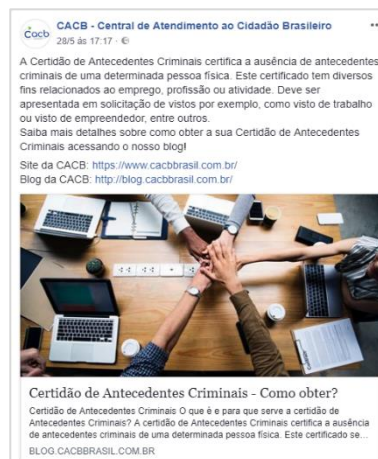 Cacb
CACB - Central de Atendimento ao Cidadão Brasileiro
28/5 às 17:17 ·
A Certidão de Antecedentes Criminais certifica a ausência de antecedentes
criminais de uma determinada pessoa física. Este certificado tem diversos
fins relacionados ao emprego, profissão ou atividade. Deve ser
apresentada em solicitação de vistos por exemplo, como visto de trabalho
ou visto de empreendedor, entre outros.
Saiba mais detalhes sobre como obter a sua Certidão de Antecedentes
Criminais acessando o nosso blog!
Site da CACB: https://www.cacbbrasil.com.br/
Blog da CACB: http://blog.cacbbrasil.com.br/
Certidão de Antecedentes Criminais - Como obter?
Certidão de Antecedentes Criminais O que è e para que serve a certidão de
Antecedentes Criminais? A certidão de Antecedentes Criminais certifica a ausência
de antecedentes criminais de uma determinada pessoa física. Este certificado se...
BLOG.CACBBRASIL.COM.BR